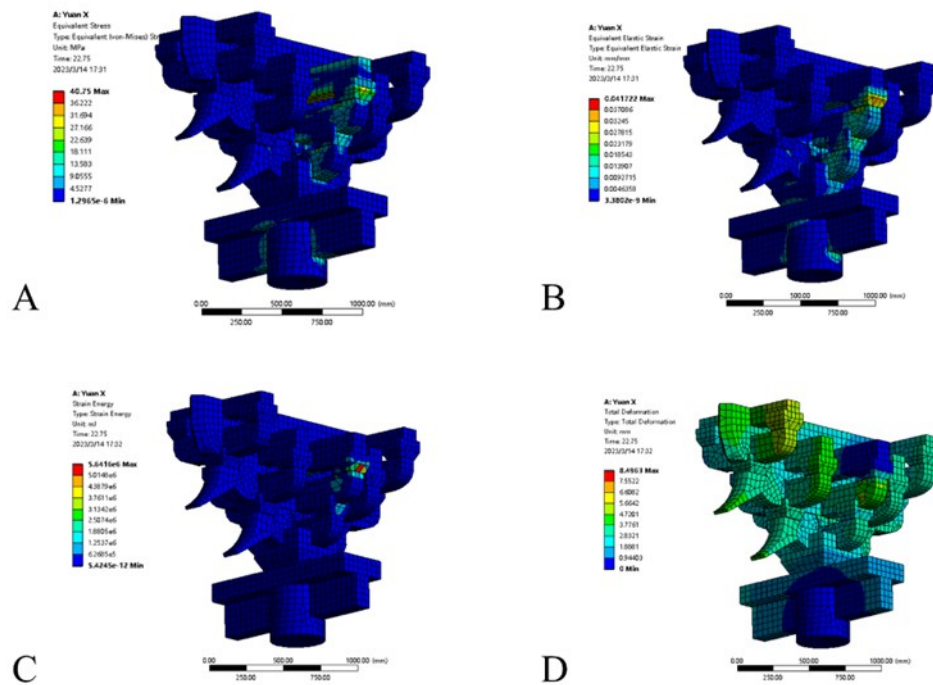 A: Yuan X
Equivalent Stress
Type: Equivalent (von-Mises) Str
Unit: MPa
Time: 22.75
2023/3/14 17:31
40.75 Max
36.222
31.694
27.166
22.639
18.111
13.583
9.0555
4.5277
1.2965e-6 Min
0.00
500.00
1000.00 (mm)
250.00
750.00
A
A: Yuan X
Equivalent Elastic Strain
Type: Equivalent Elastic Strain
Unit: mm/mm
Time: 22.75
2023/3/14 17:31
0.041722 Max
0.037086
0.03245
0.027815
0.023179
0.018543
0.013907
0.0092715
0.0046358
3.3802e-9 Min
0.00
500.00
1000.00 (mm)
250.00
750.00
B
A: Yuan X
Strain Energy
Type: Strain Energy
Unit: mJ
Time: 22.75
2023/3/14 17:32
5.6416e6 Max
5.0148e6
4.3879e6
3.7611e6
3.1342e6
2.5074e6
1.8805e6
1.2537e6
6.2685e5
5.4245e-12 Min
0.00
500.00
1000.00 (mm)
250.00
750.00
C
A: Yuan X
Total Deformation
Type: Total Deformation
Unit: mm
Time: 22.75
2023/3/14 17:32
8.4963 Max
7.5522
6.6082
5.6642
4.7201
3.7761
2.8321
1.8881
0.94403
0 Min
0.00
500.00
1000.00 (mm)
250.00
750.00
D